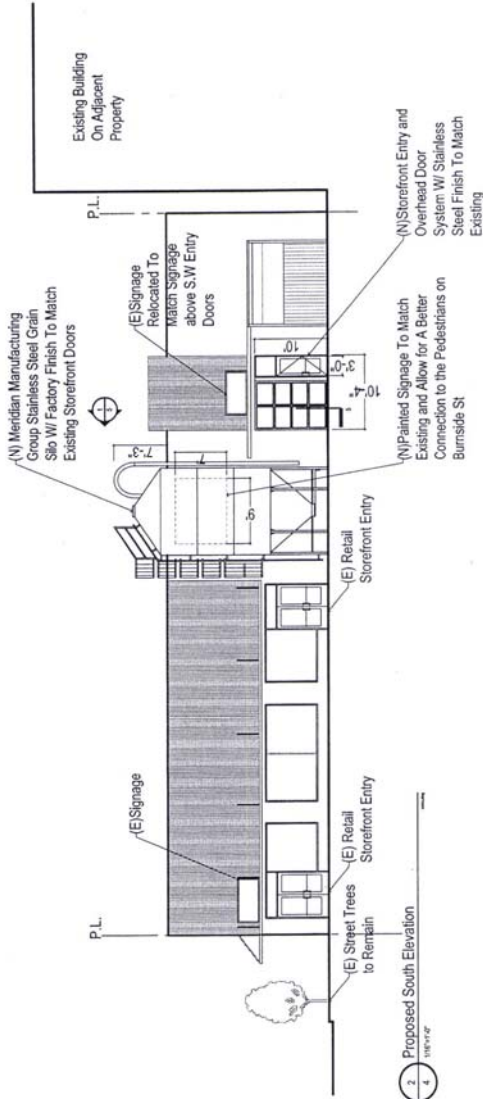 (N) Meridian Manufacturing
Group Stainless Steel Grain
Silo W/ Factory Finish To Match
Existing Storefront Doors
Existing Building
On Adjacent
Property
P.L.
P.L.
(E)Signage
(E)Signage
Relocated To
Match Signage
above S.W Entry
Doors
7'-3"
7'
9'
10'
3'-0"
10'-4"
(E) Street Trees
to Remain
(E) Retail
Storefront Entry
(E) Retail
Storefront Entry
(N)Painted Signage To Match
Existing and Allow for A Better
Connection to the Pedestrians on
Burnside St
(N)Storefront Entry and
Overhead Door
System W/ Stainless
Steel Finish To Match
Existing
2
4
Proposed South Elevation
1/16"=1'-0"